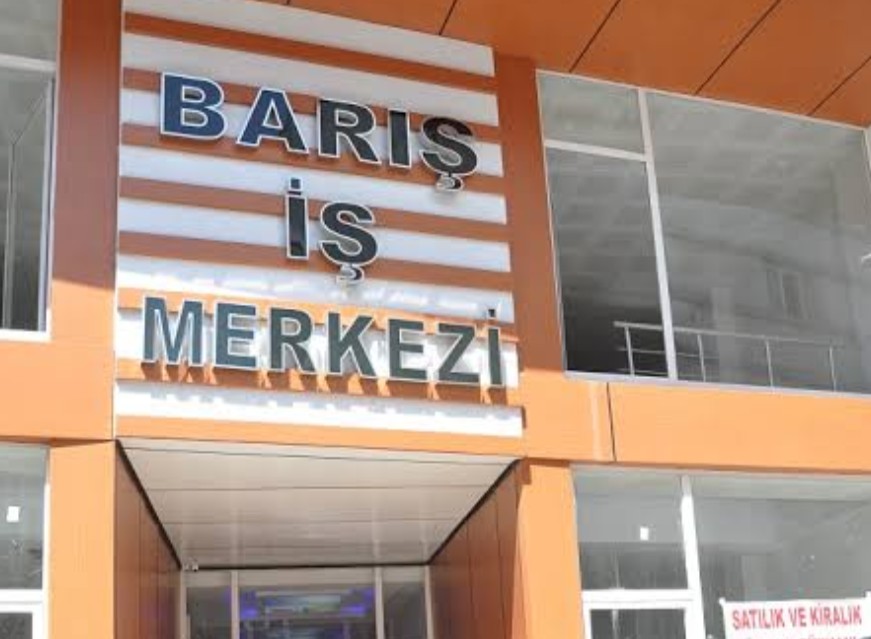 BARIŞ
İŞ
MERKEZİ
SATILIK VE KİRALIK